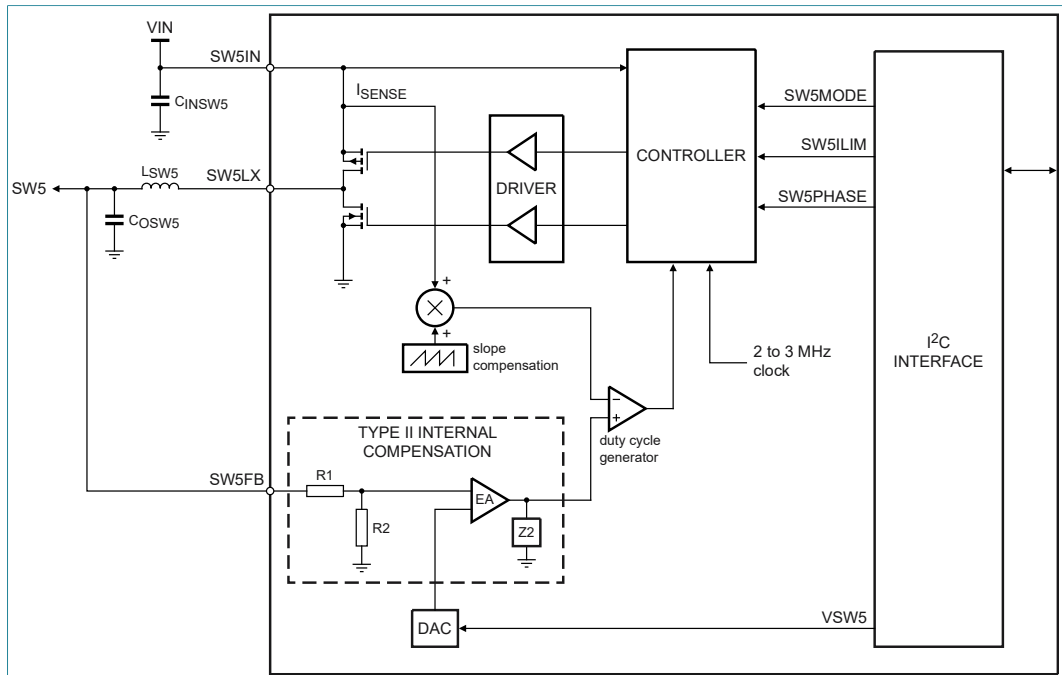 VIN
SW5IN
CINSW5
ISENSE
SW5MODE
CONTROLLER
SW5ILIM
DRIVER
SW5PHASE
LSW5
SW5LX
SW5
COSW5
+
+
slope
compensation
2 to 3 MHz
clock
I2C
INTERFACE
−
+
duty cycle
generator
TYPE II INTERNAL
COMPENSATION
SW5FB
R1
R2
EA
Z2
DAC
VSW5